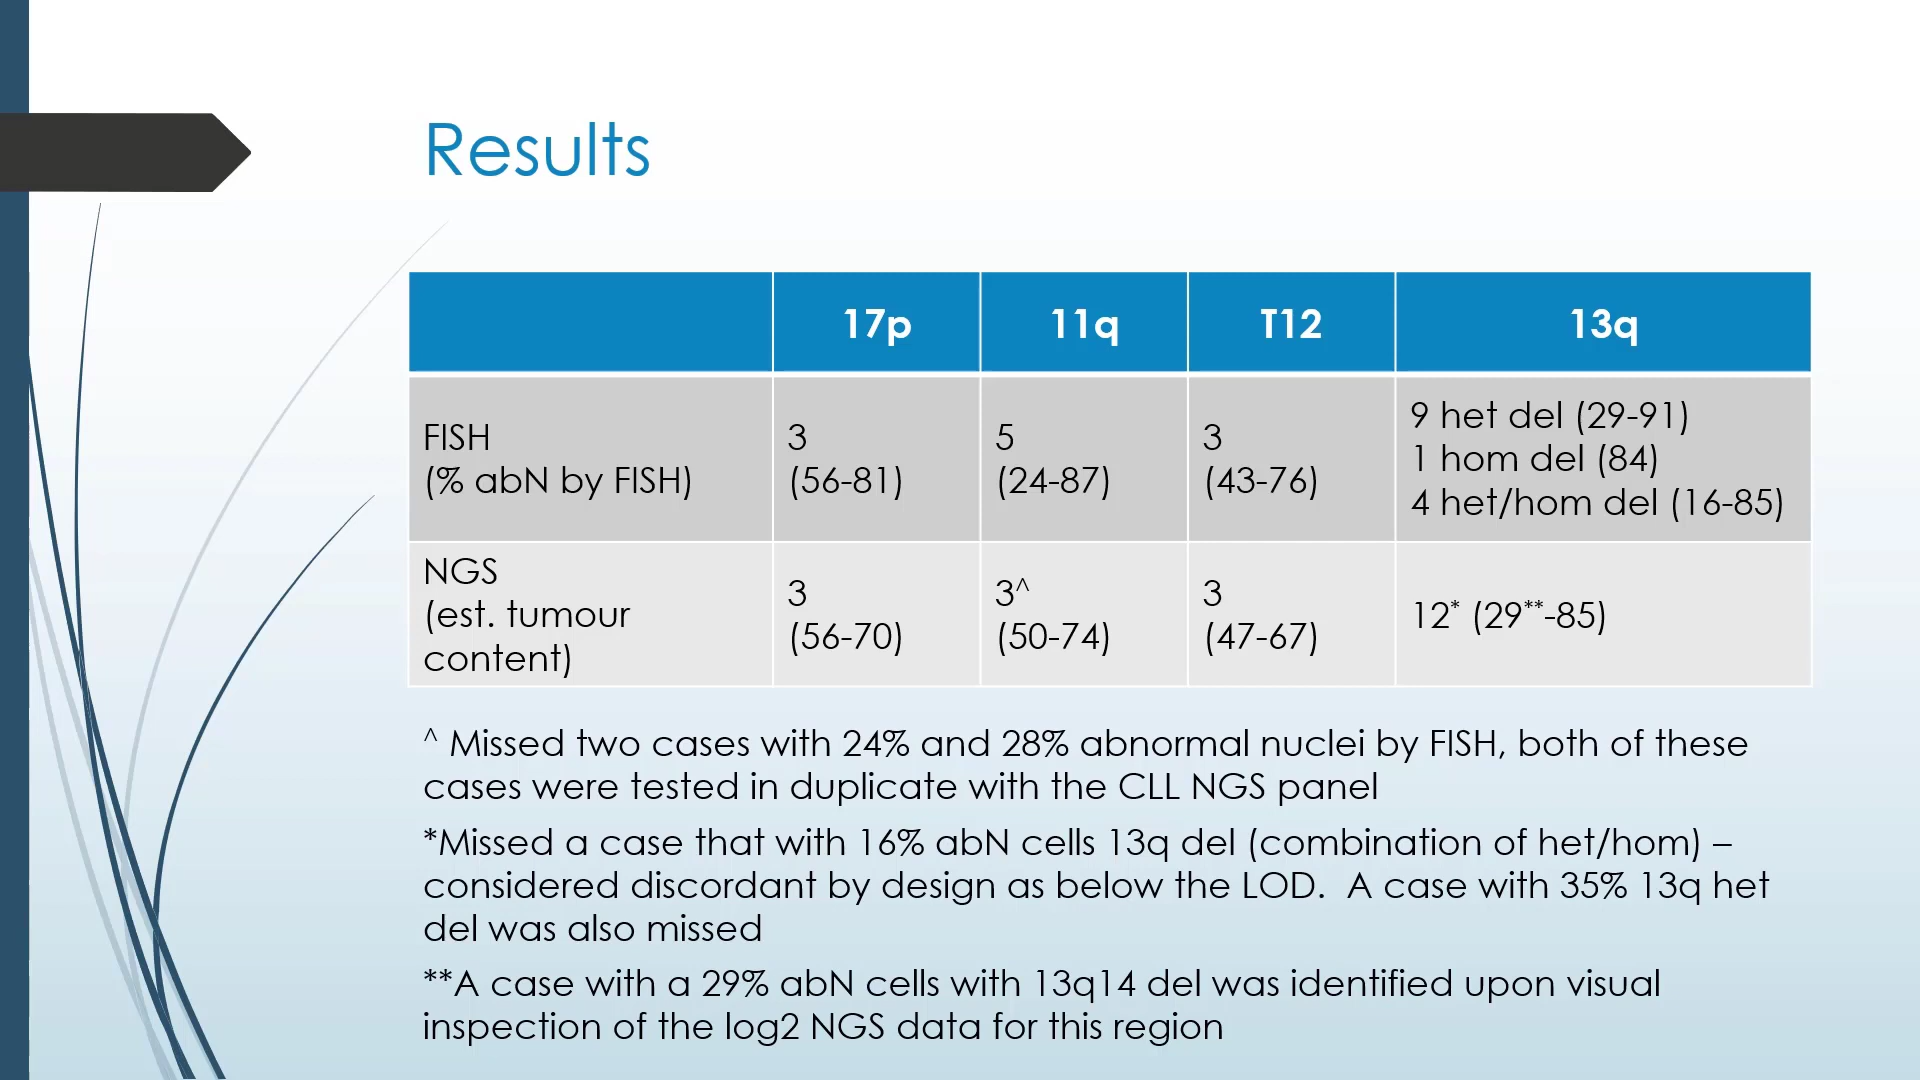 Results
17p 11q T12 13q
FISH
(% abN by FISH)
3
(56-81)
5
(24-87)
3
(43-76)
9 het del (29-91)
1 hom del (84)
4 het/hom del (16-85)
NGS
(est. tumour
content)
3
(56-70)
3^
(50-74)
3
(47-67)
12* (29**-85)
^ Missed two cases with 24% and 28% abnormal nuclei by FISH, both of these
cases were tested in duplicate with the CLL NGS panel
*Missed a case that with 16% abN cells 13q del (combination of het/hom) –
considered discordant by design as below the LOD. A case with 35% 13q het
del was also missed
**A case with a 29% abN cells with 13q14 del was identified upon visual
inspection of the log2 NGS data for this region